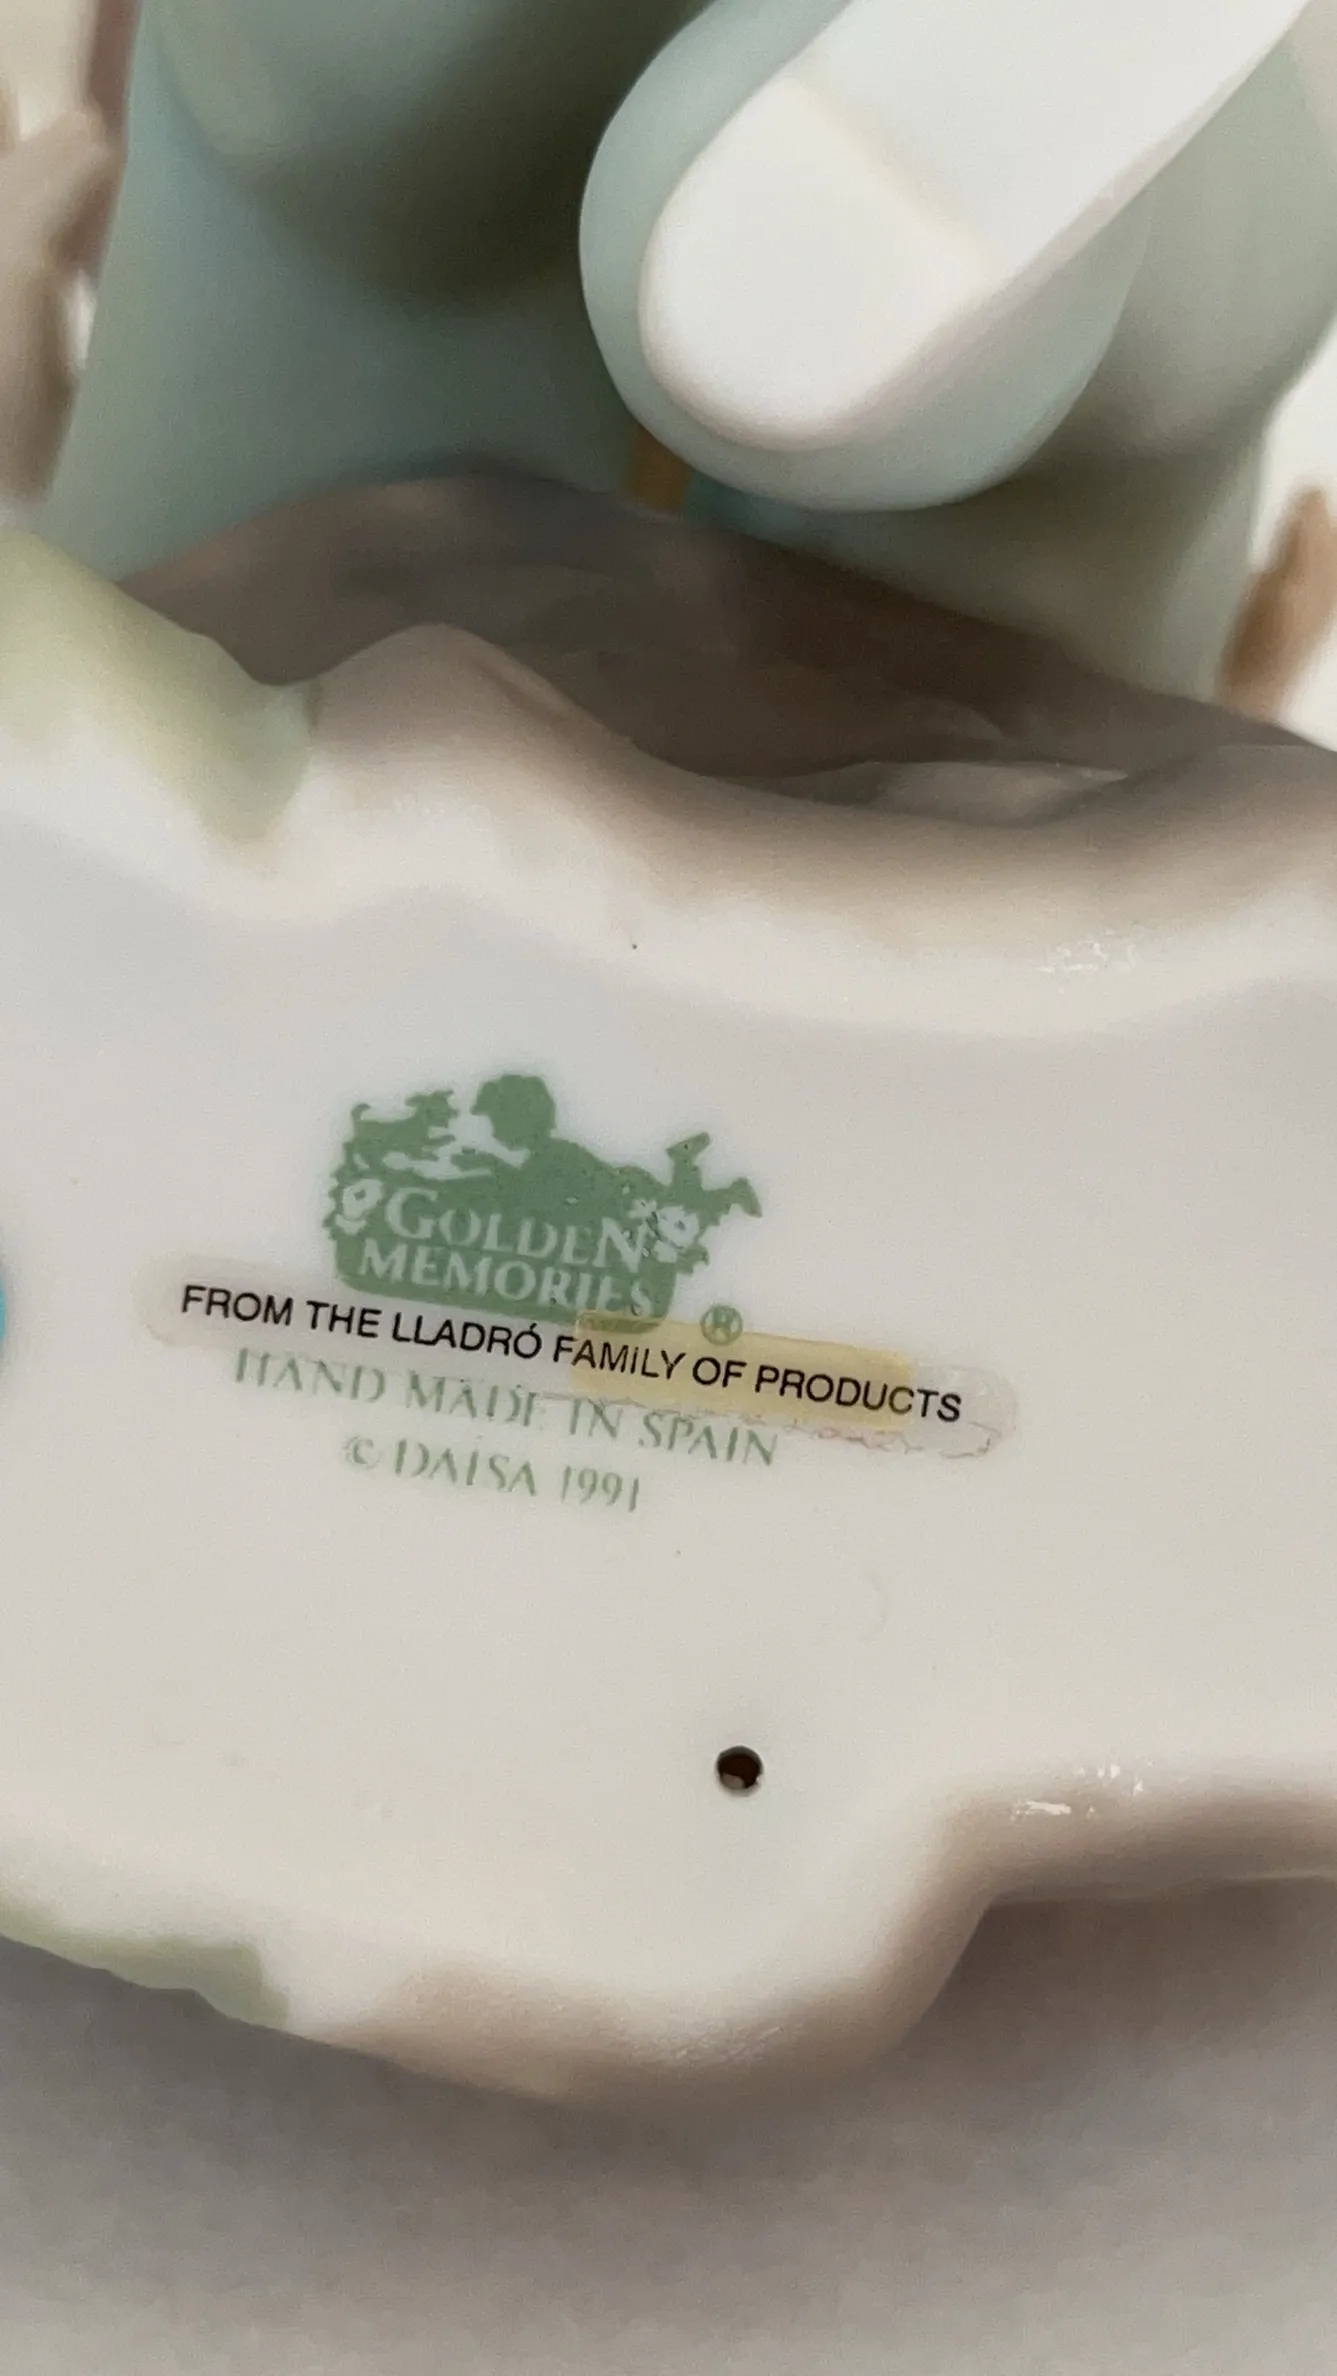 GOLDEN
MEMORIES
®
FROM THE LLADRÓ FAMILY OF PRODUCTS
HAND MADE IN SPAIN
© DAISA 1991